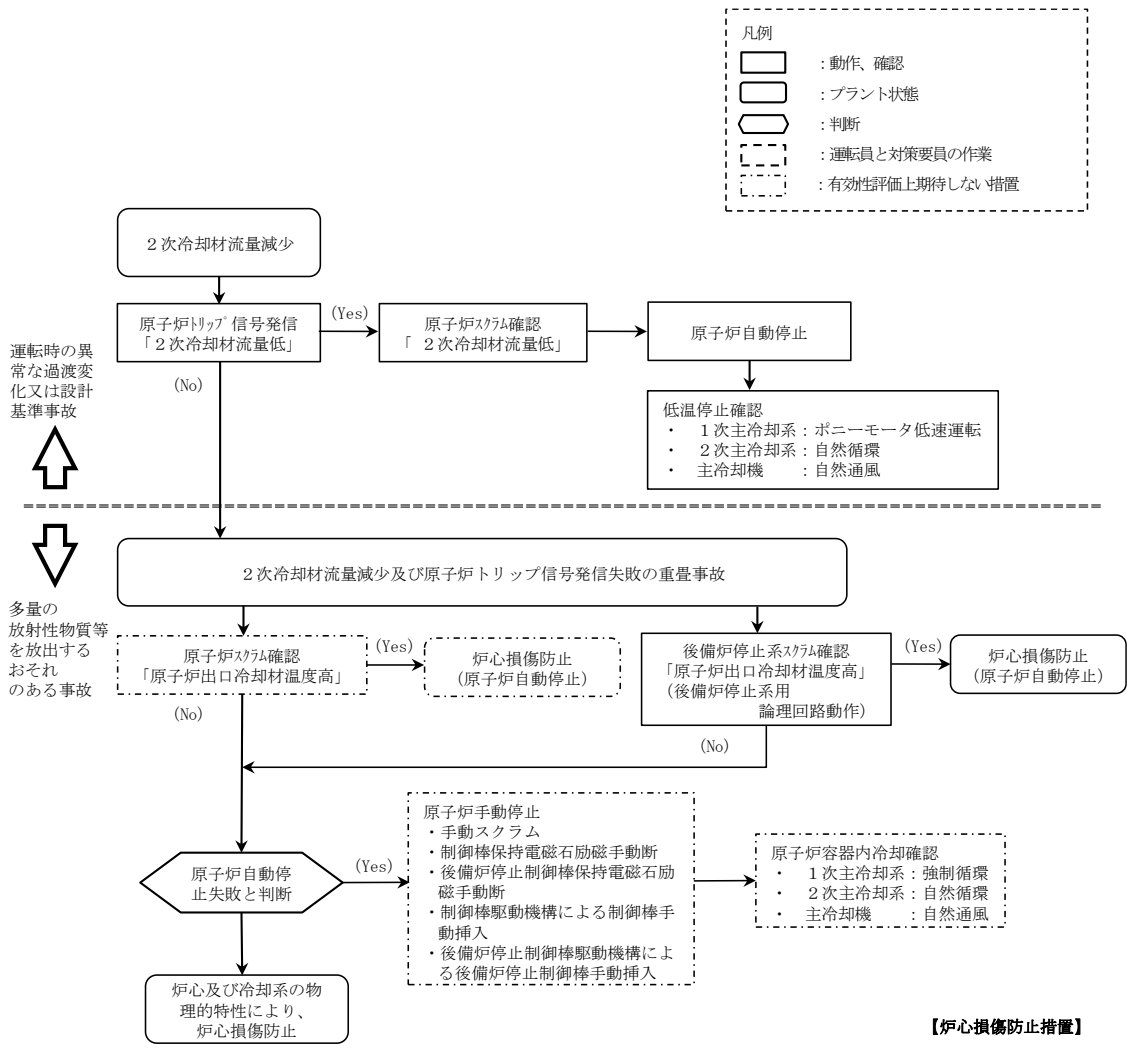 凡例
：動作、確認
：プラント状態
：判断
：運転員と対策要員の作業
：有効性評価上期待しない措置
２次冷却材流量減少
原子炉ﾄﾘｯﾌﾟ信号発信
「２次冷却材流量低」
(Yes)
原子炉ｽｸﾗﾑ確認
「 ２次冷却材流量低」
原子炉自動停止
(No)
運転時の異
常な過渡変
化又は設計
基準事故
低温停止確認
・ １次主冷却系：ポニーモータ低速運転
・ ２次主冷却系：自然循環
・ 主冷却機 ：自然通風
２次冷却材流量減少及び原子炉トリップ信号発信失敗の重畳事故
多量の
放射性物質等
を放出する
おそれ
のある事故
原子炉ｽｸﾗﾑ確認
「原子炉出口冷却材温度高」
(Yes)
炉心損傷防止
(原子炉自動停止)
後備炉停止系ｽｸﾗﾑ確認
「原子炉出口冷却材温度高」
（後備炉停止系用
論理回路動作）
(Yes)
炉心損傷防止
(原子炉自動停止)
(No)
(No)
原子炉自動停
止失敗と判断
(Yes)
原子炉手動停止
・手動スクラム
・制御棒保持電磁石励磁手動断
・後備炉停止制御棒保持電磁石励
磁手動断
・制御棒駆動機構による制御棒手
動挿入
・後備炉停止制御棒駆動機構によ
る後備炉停止制御棒手動挿入
原子炉容器内冷却確認
・ １次主冷却系：強制循環
・ ２次主冷却系：自然循環
・ 主冷却機 ：自然通風
炉心及び冷却系の物
理的特性により、
炉心損傷防止
【炉心損傷防止措置】